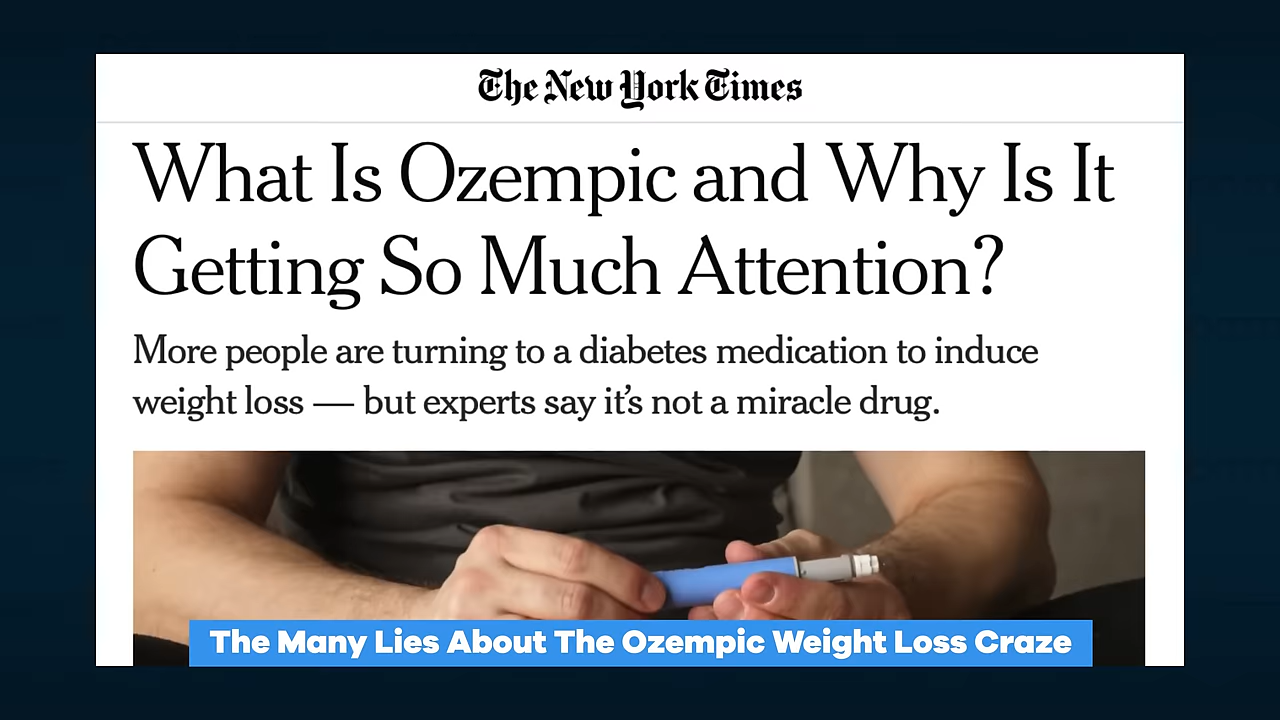 The New York Times
What Is Ozempic and Why Is It
Getting So Much Attention?
More people are turning to a diabetes medication to induce
weight loss — but experts say it’s not a miracle drug.
The Many Lies About The Ozempic Weight Loss Craze